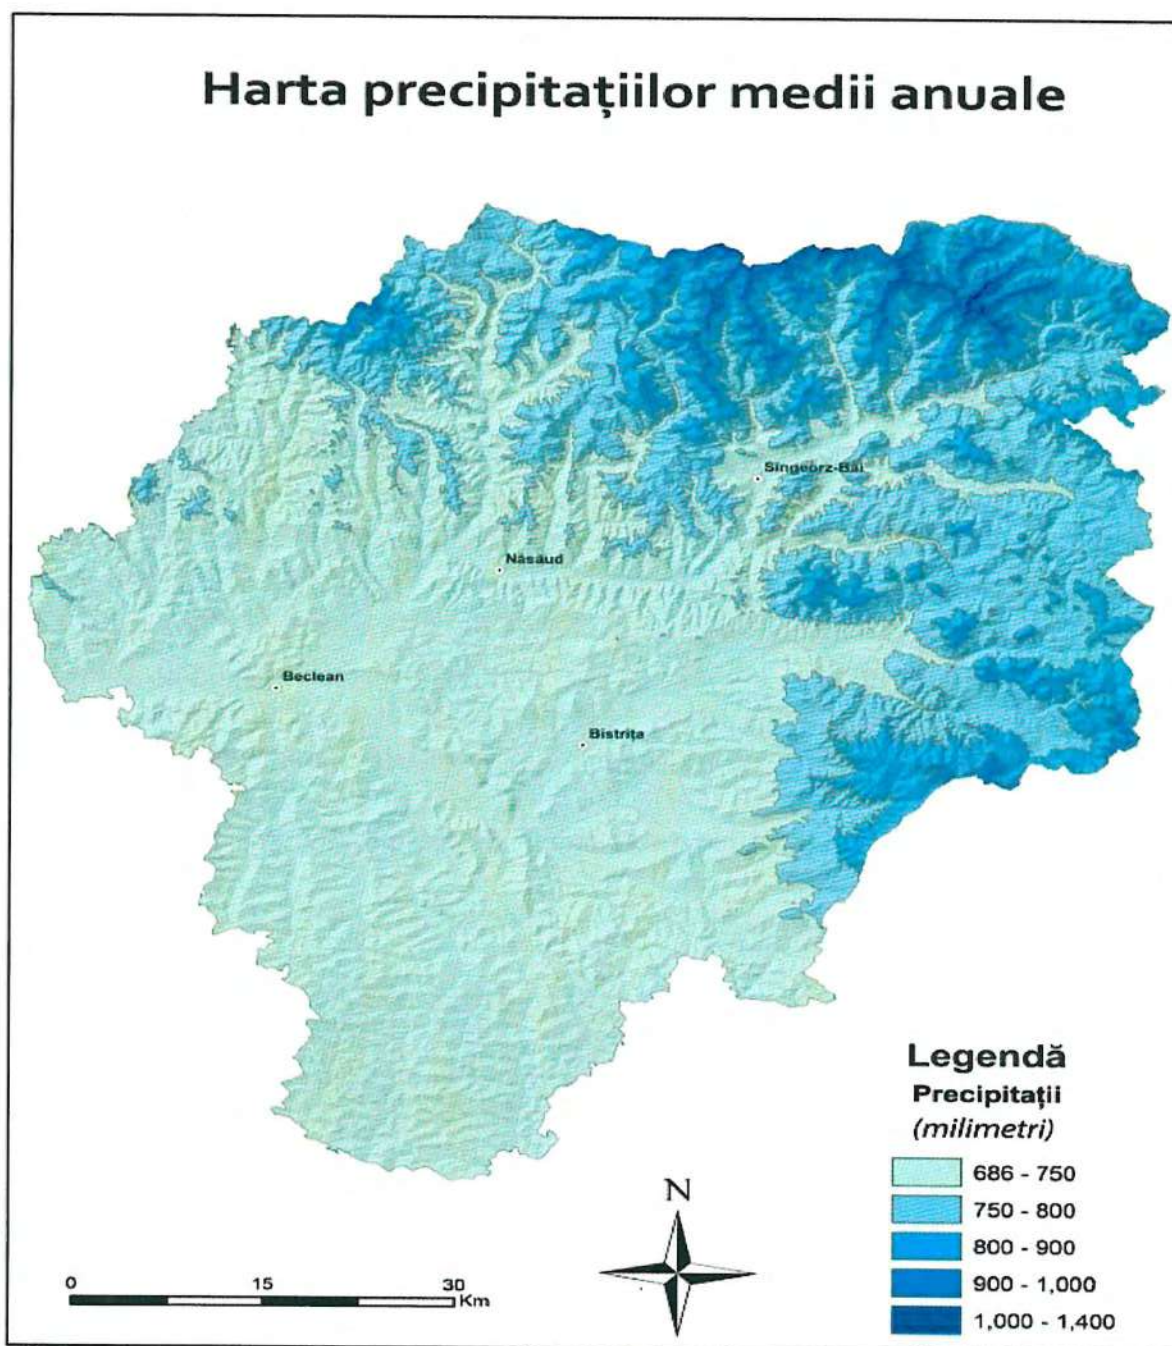 Harta precipitațiilor medii anuale
Sîngeorz-Băi
Năsăud
Beclean
Bistrița
Legendă
Precipitații
(milimetri)
686 - 750
750 - 800
800 - 900
900 - 1,000
1,000 - 1,400
N
0 15 30
Km